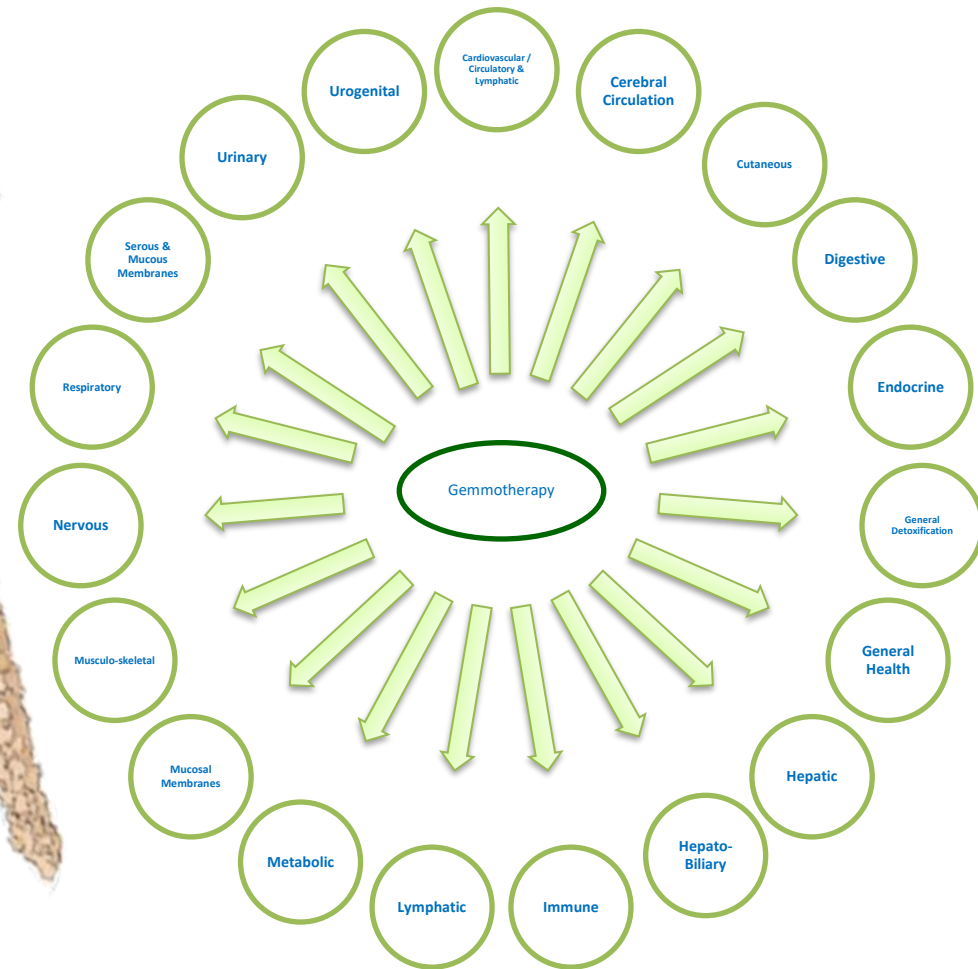 Cardiovascular /
Circulatory &
Lymphatic
Cerebral
Circulation
Cutaneous
Digestive
Endocrine
General
Detoxification
General
Health
Hepatic
Hepato-
Biliary
Immune
Lymphatic
Metabolic
Mucosal
Membranes
Musculo-skeletal
Nervous
Respiratory
Serous &
Mucous
Membranes
Urinary
Urogenital
Gemmotherapy